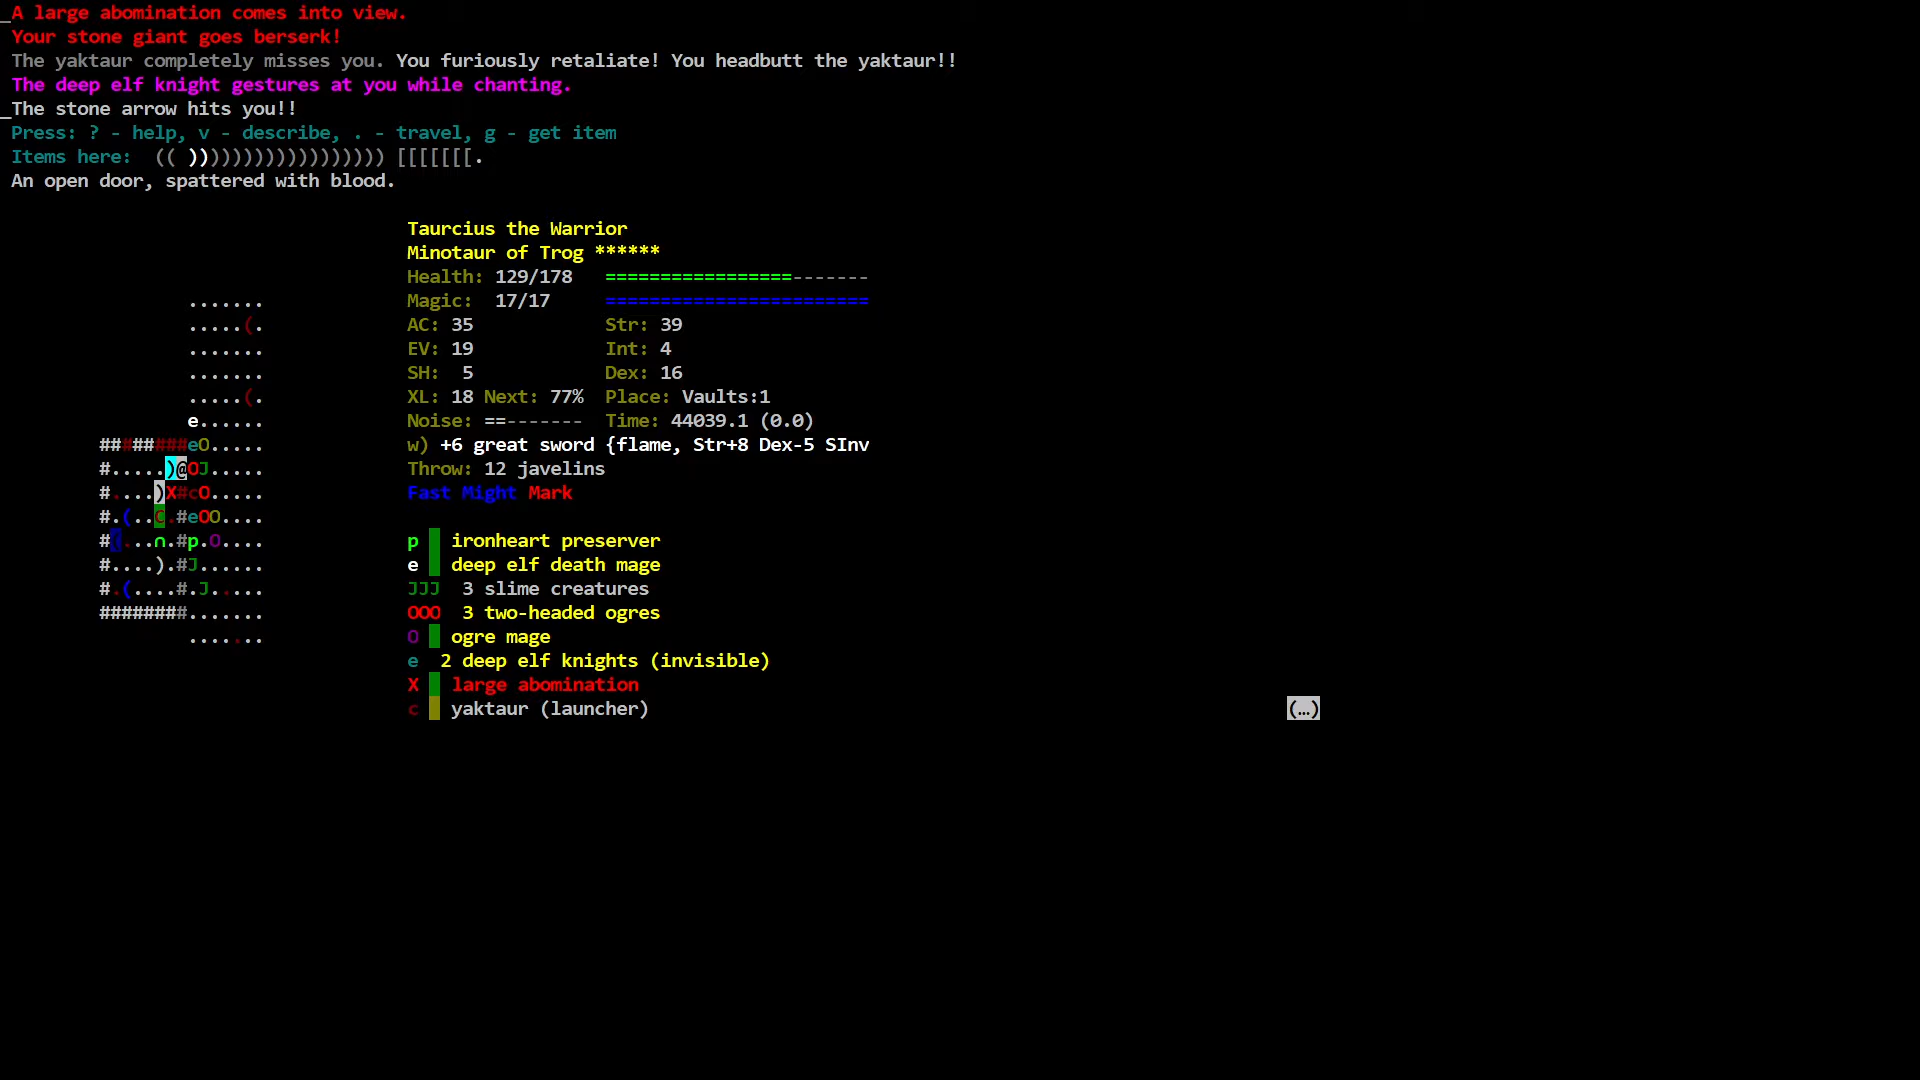 _A large abomination comes into view.
Your stone giant goes berserk!
The yaktaur completely misses you. You furiously retaliate! You headbutt the yaktaur!!
The deep elf knight gestures at you while chanting.
_The stone arrow hits you!!
Press: ? - help, v - describe, . - travel, g - get item
Items here: (( )))))))))))))))))) [[[[[[[.
An open door, spattered with blood.
Taurcius the Warrior
Minotaur of Trog ******
Health: 129/178 =================-------
Magic: 17/17 ========================
.......
AC: 35 Str: 39
.....(.
EV: 19 Int: 4
.......
SH: 5 Dex: 16
.......
XL: 18 Next: 77% Place: Vaults:1
.....(.
Noise: ==------- Time: 44039.1 (0.0)
e......
w) +6 great sword {flame, Str+8 Dex-5 SInv
########eO.....
Throw: 12 javelins
#.....)@OJ.....
Fast Might Mark
#....)X#cO.....
#.(..C.#eOO....
p ironheart preserver
#(...n.#p.O....
e deep elf death mage
#....).#J......
JJJ 3 slime creatures
#.(....#.J.....
OOO 3 two-headed ogres
########.......
O ogre mage
.......
e 2 deep elf knights (invisible)
X large abomination
c yaktaur (launcher)
(…)